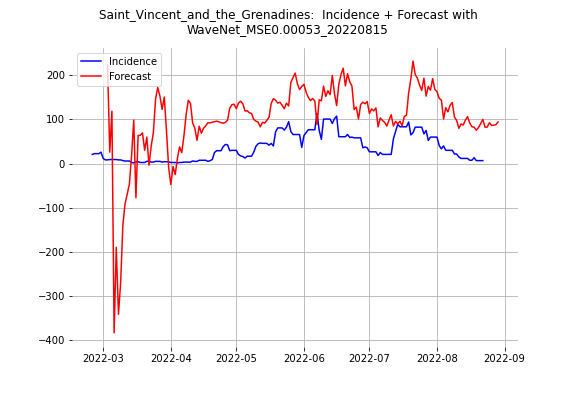 Saint_Vincent_and_the_Grenadines:  Incidence + Forecast with
WaveNet_MSE0.00053_20220815
Incidence
Forecast
200
100
0
−100
−200
−300
−400
2022-03 2022-04 2022-05 2022-06 2022-07 2022-08 2022-09